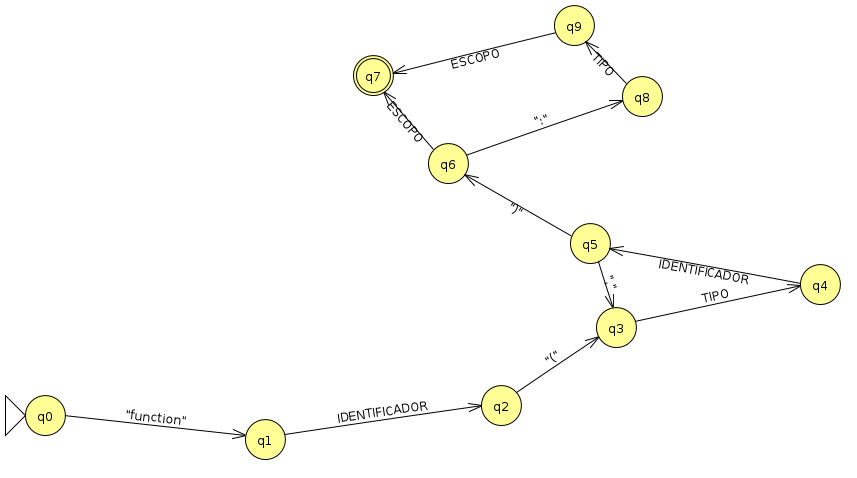 q9
ESCOPO
TIPO
q7
q8
ESCOPO
";"
q6
")"
q5
IDENTIFICADOR
q4
TIPO
q3
"("
IDENTIFICADOR
q2
q0
"function"
q1